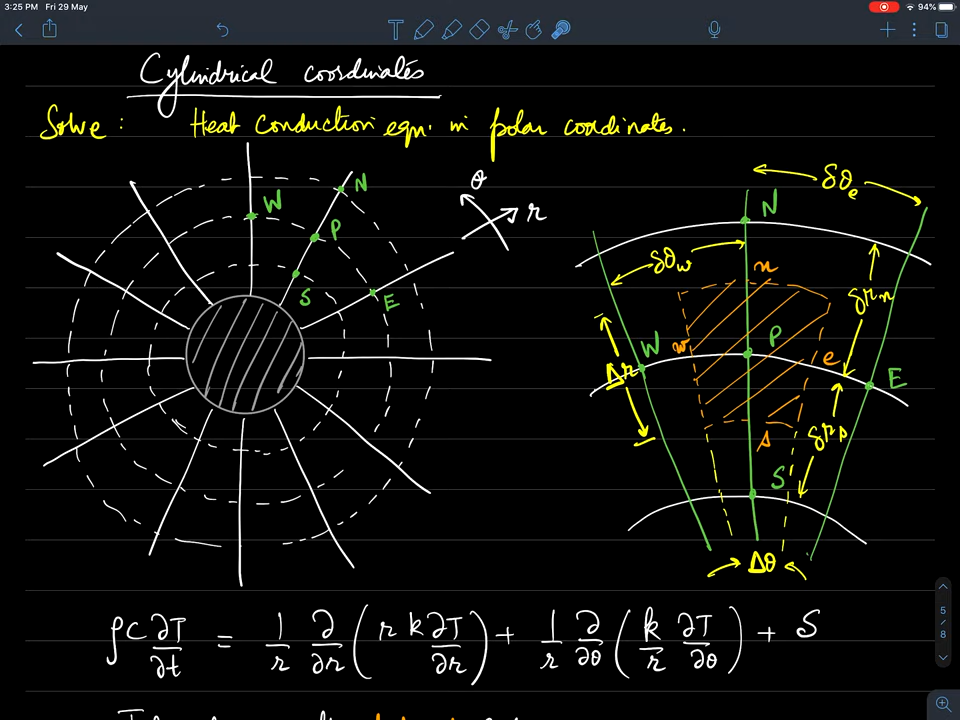 3:25 PM Fri 29 May
94%
Cylindrical coordinates
Solve : Heat conduction eqn. in polar coordinates.
N
W
P
S
E
θ
r
δθe
N
δθw
n
δrn
P
W
w
e
Δr
E
δrs
s
S
Δθ
ρC ∂T/∂t = 1/r ∂/∂r (r k ∂T/∂r) + 1/r ∂/∂θ (k/r ∂T/∂θ) + S
5
/
8